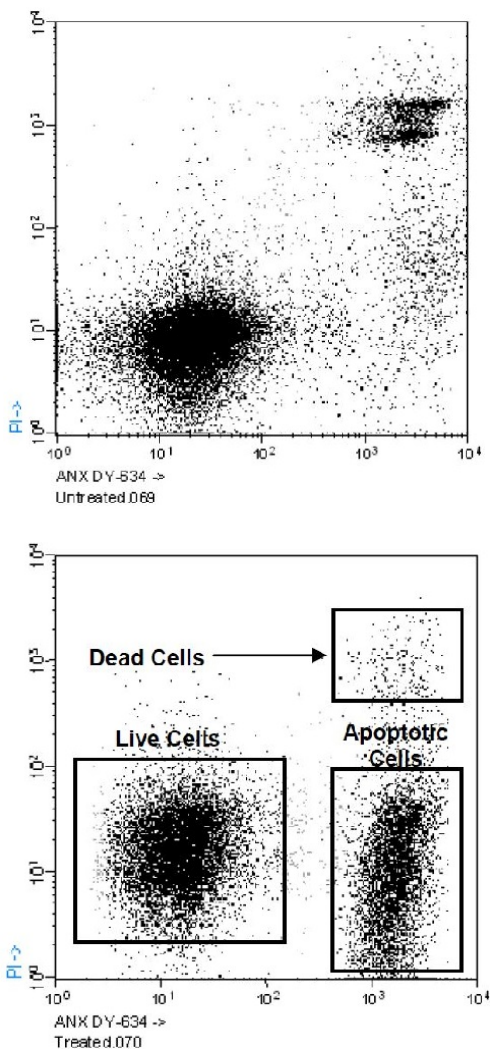 10⁴
10³
10²
10¹
10⁰
PI ->
10⁰ 10¹ 10² 10³ 10⁴
ANX DY-634 ->
Untreated.069
10⁴
Dead Cells
10³
Live Cells
Apoptotic
Cells
10²
10¹
10⁰
PI ->
10⁰ 10¹ 10² 10³ 10⁴
ANX DY-634 ->
Treated.070